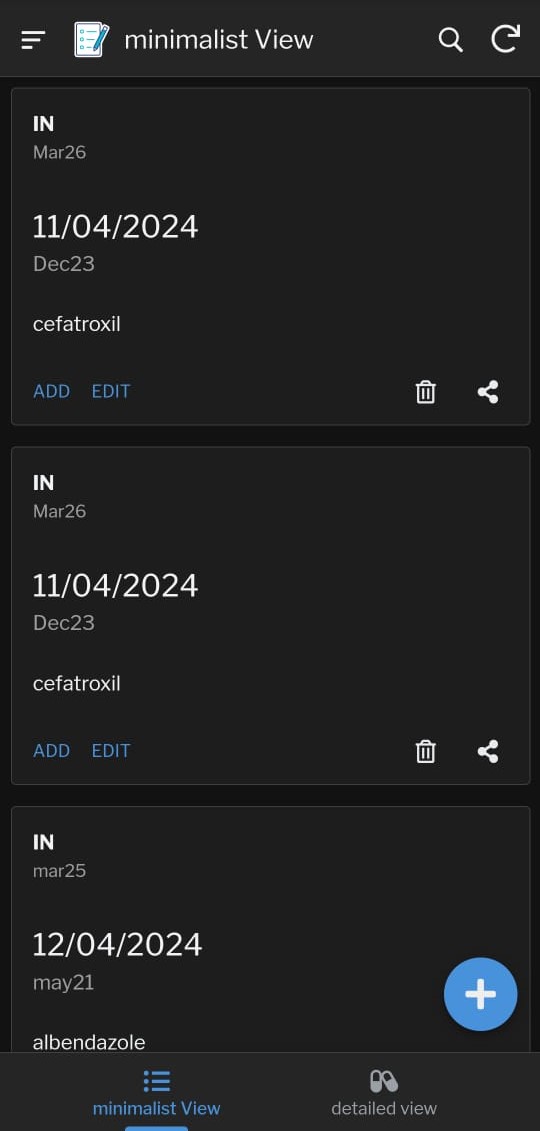 minimalist View
IN
Mar26
11/04/2024
Dec23
cefatroxil
ADD EDIT
IN
Mar26
11/04/2024
Dec23
cefatroxil
ADD EDIT
IN
mar25
12/04/2024
may21
albendazole
minimalist View
detailed view